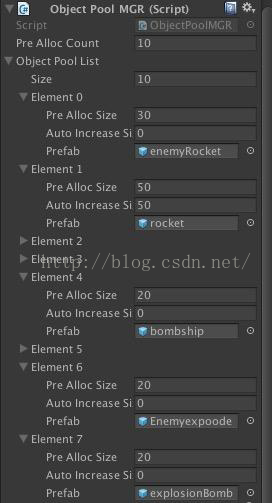 Object Pool MGR (Script)
Script ObjectPoolMGR
Pre Alloc Count 10
Object Pool List
Size 10
Element 0
Pre Alloc Size 30
Auto Increase Si 0
Prefab enemyRocket
Element 1
Pre Alloc Size 50
Auto Increase Si 50
Prefab rocket
Element 2
Element 3
http://blog.csdn.net/
Element 4
Pre Alloc Size 20
Auto Increase Si 0
Prefab bombship
Element 5
Element 6
Pre Alloc Size 20
Auto Increase Si 0
Prefab Enemyexpoode
Element 7
Pre Alloc Size 20
Auto Increase Si 0
Prefab explosionBomb